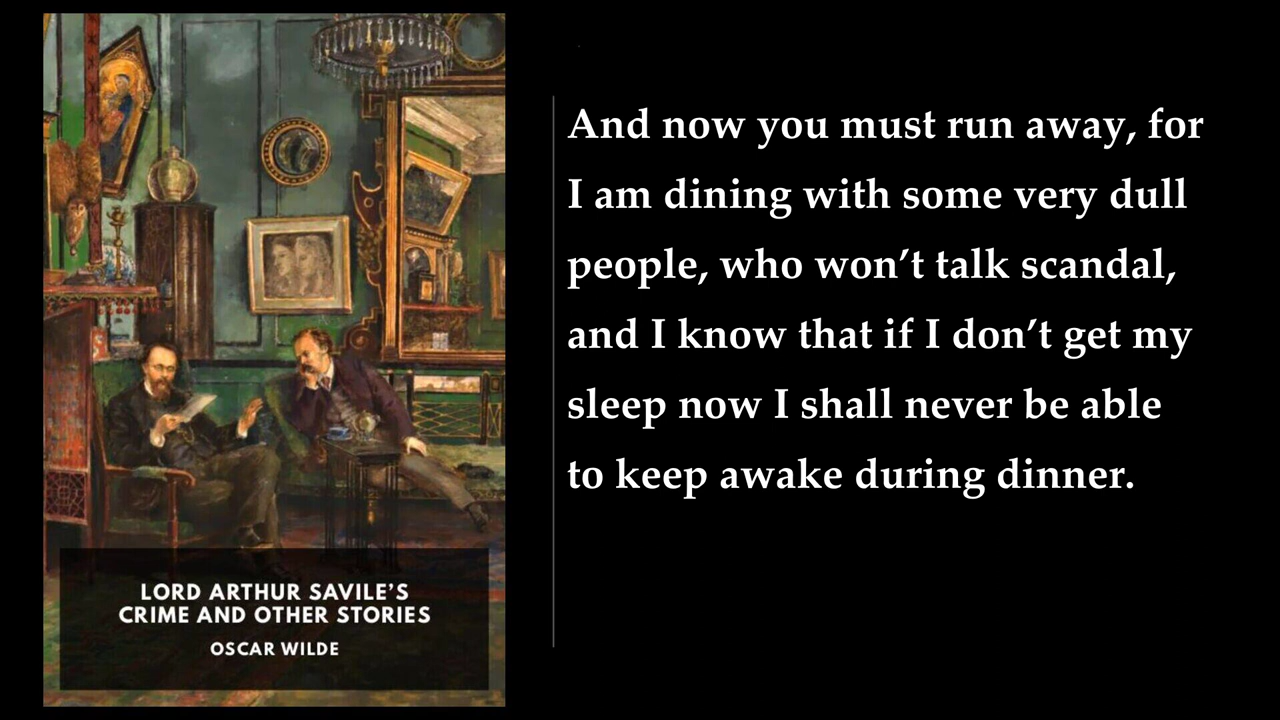 LORD ARTHUR SAVILE’S
CRIME AND OTHER STORIES
OSCAR WILDE
And now you must run away, for
I am dining with some very dull
people, who won’t talk scandal,
and I know that if I don’t get my
sleep now I shall never be able
to keep awake during dinner.